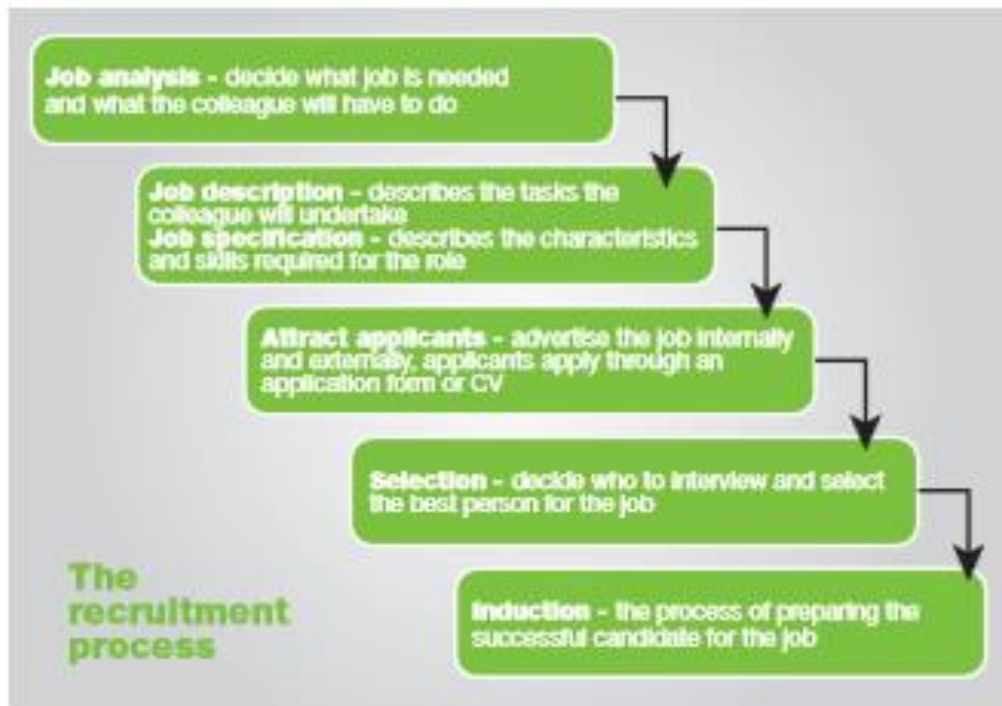 Job analysis - decide what job is needed
and what the colleague will have to do
Job description - describes the tasks the
colleague will undertake
Job specification - describes the characteristics
and skills required for the role
Attract applicants - advertise the job internally
and externally, applicants apply through an
application form or CV
Selection - decide who to interview and select
the best person for the job
Induction - the process of preparing the
successful candidate for the job
The
recruitment
process